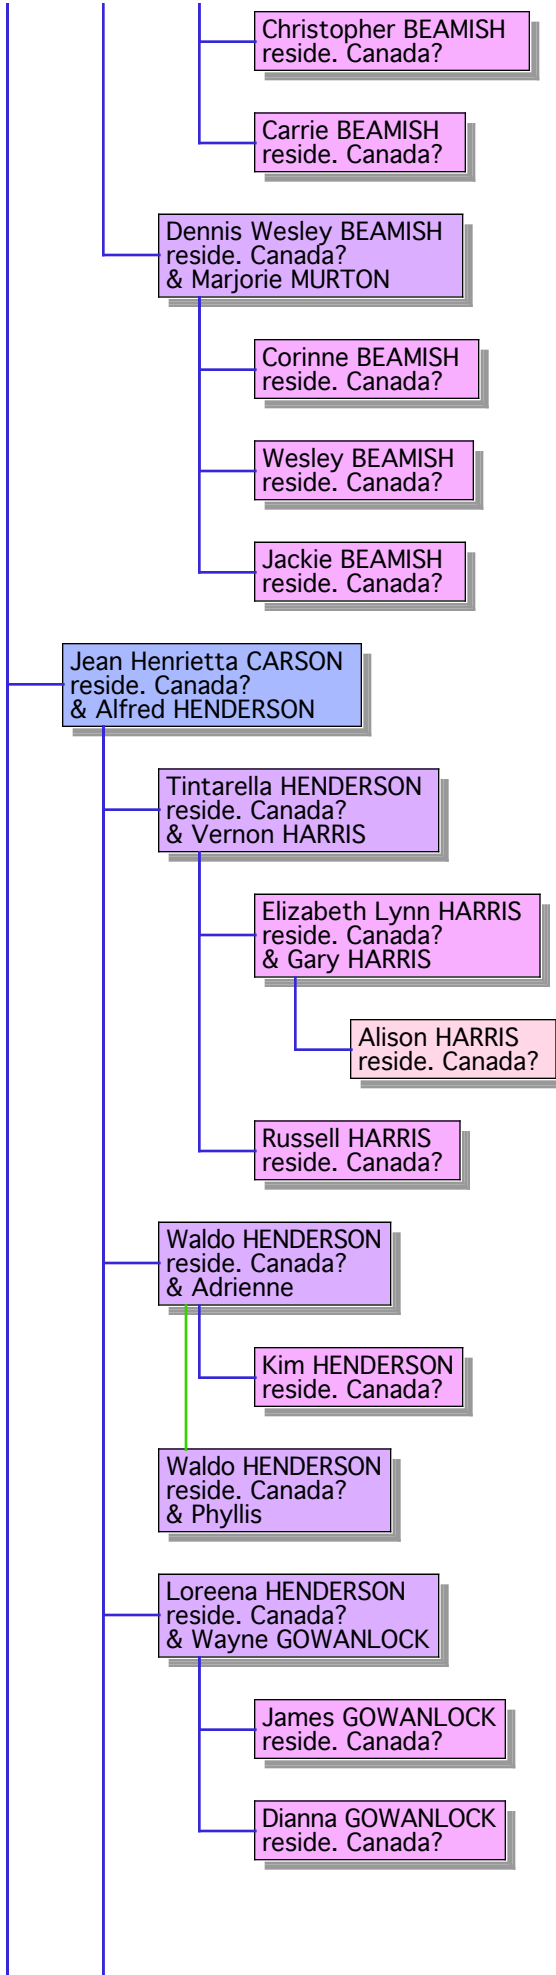 Christopher BEAMISH
reside. Canada?
Carrie BEAMISH
reside. Canada?
Dennis Wesley BEAMISH
reside. Canada?
& Marjorie MURTON
Corinne BEAMISH
reside. Canada?
Wesley BEAMISH
reside. Canada?
Jackie BEAMISH
reside. Canada?
Jean Henrietta CARSON
reside. Canada?
& Alfred HENDERSON
Tintarella HENDERSON
reside. Canada?
& Vernon HARRIS
Elizabeth Lynn HARRIS
reside. Canada?
& Gary HARRIS
Alison HARRIS
reside. Canada?
Russell HARRIS
reside. Canada?
Waldo HENDERSON
reside. Canada?
& Adrienne
Kim HENDERSON
reside. Canada?
Waldo HENDERSON
reside. Canada?
& Phyllis
Loreena HENDERSON
reside. Canada?
& Wayne GOWANLOCK
James GOWANLOCK
reside. Canada?
Dianna GOWANLOCK
reside. Canada?